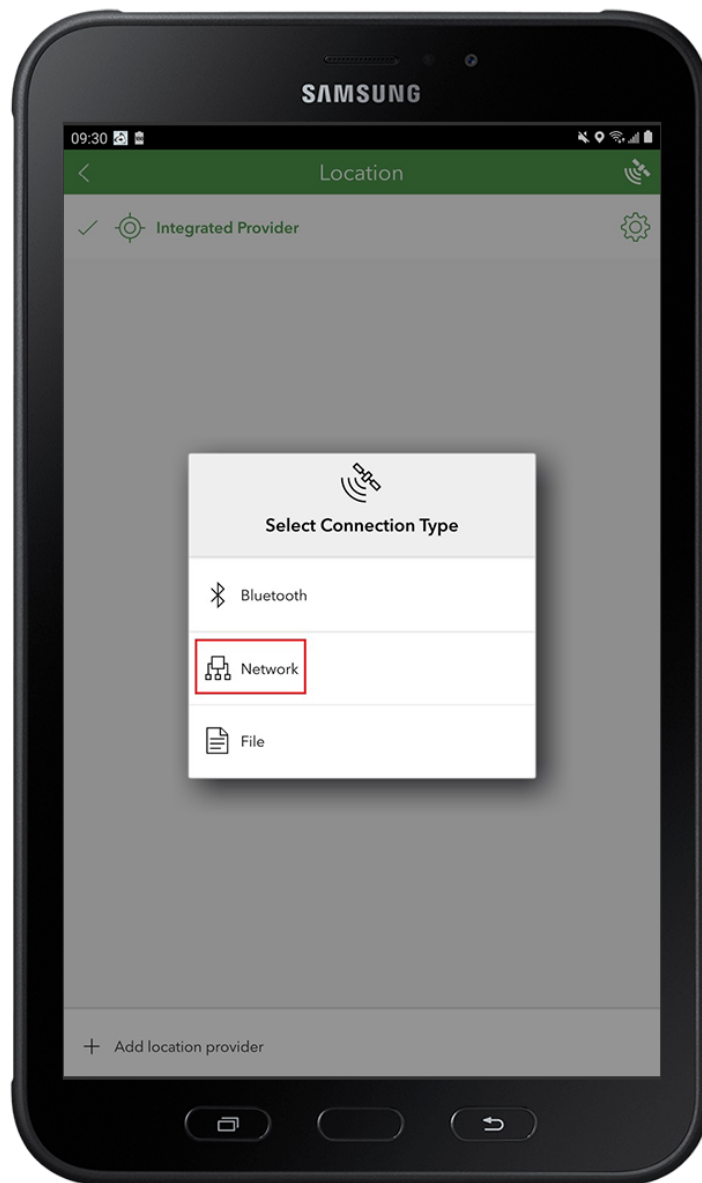 SAMSUNG
09:30
Location
Integrated Provider
Select Connection Type
Bluetooth
Network
File
Add location provider